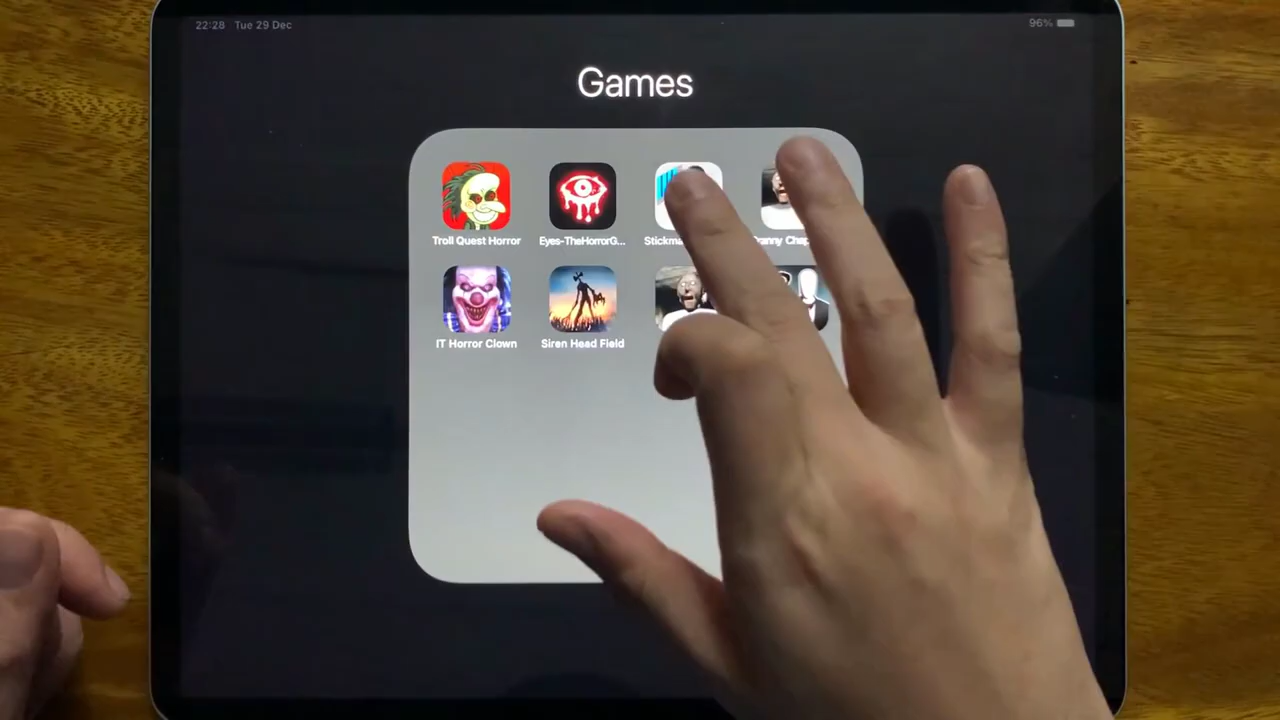 22:28 Tue 29 Dec
96%
Games
Troll Quest Horror
Eyes-TheHorrorG...
IT Horror Clown
Siren Head Field